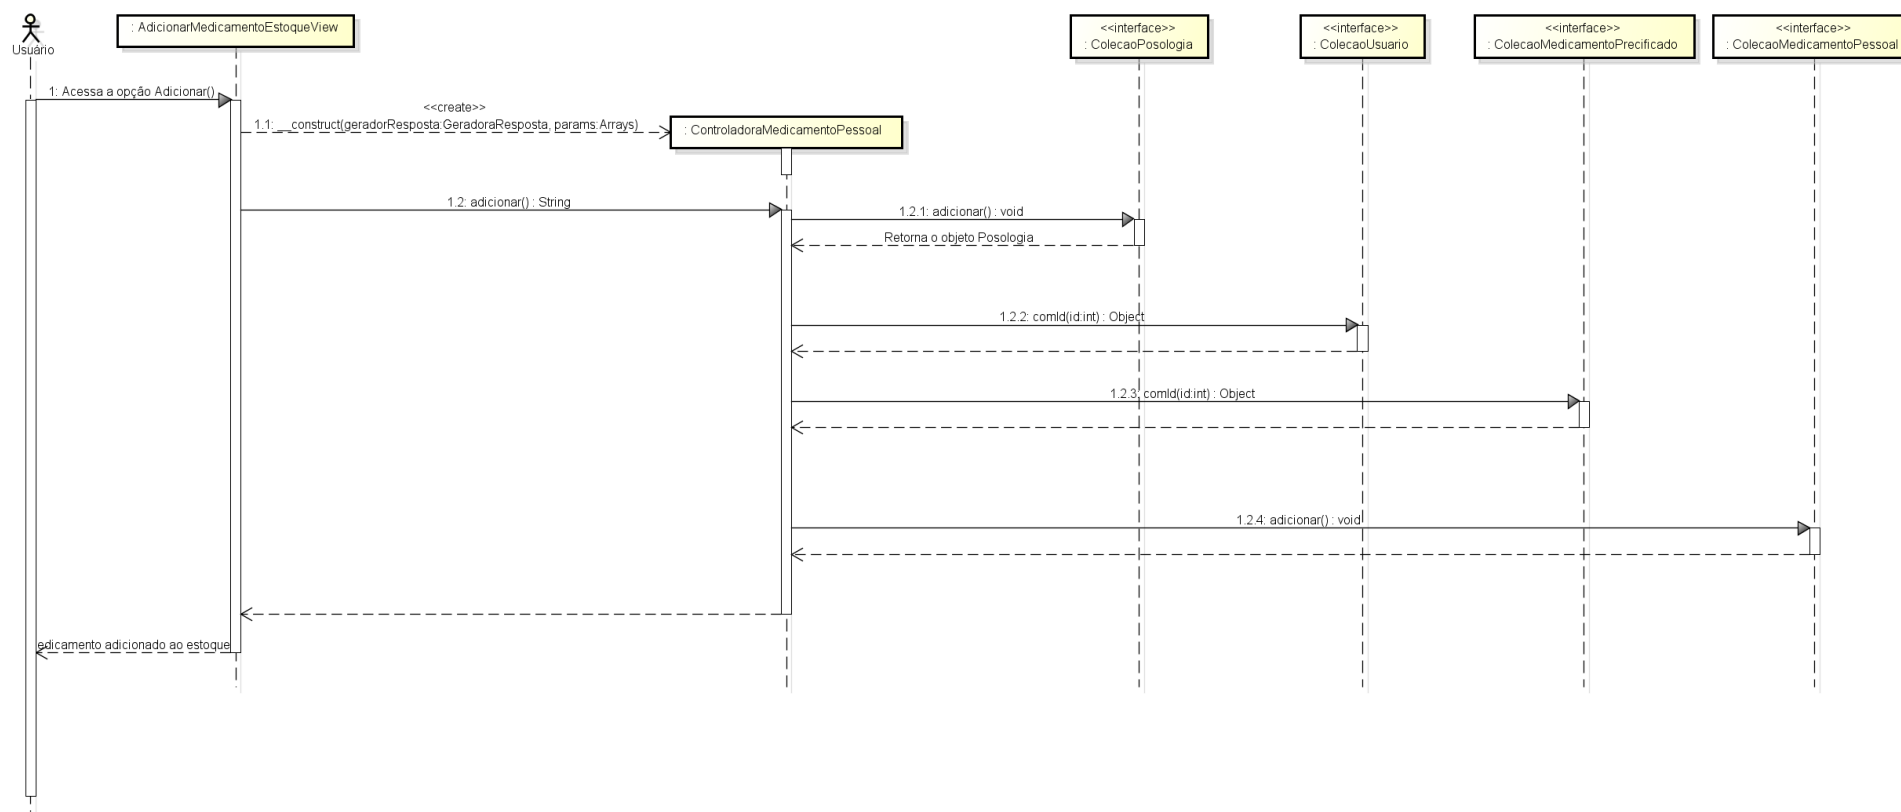 Usuário
: AdicionarMedicamentoEstoqueView
<<interface>>
: ColecaoPosologia
<<interface>>
: ColecaoUsuario
<<interface>>
: ColecaoMedicamentoPrecificado
<<interface>>
: ColecaoMedicamentoPessoal
1: Acessa a opção Adicionar()
<<create>>
1.1: __construct(geradorResposta:GeradoraResposta, params:Arrays)
: ControladoraMedicamentoPessoal
1.2: adicionar() : String
1.2.1: adicionar() : void
Retorna o objeto Posologia
1.2.2: comId(id:int) : Object
1.2.3: comId(id:int) : Object
1.2.4: adicionar() : void
edicamento adicionado ao estoque